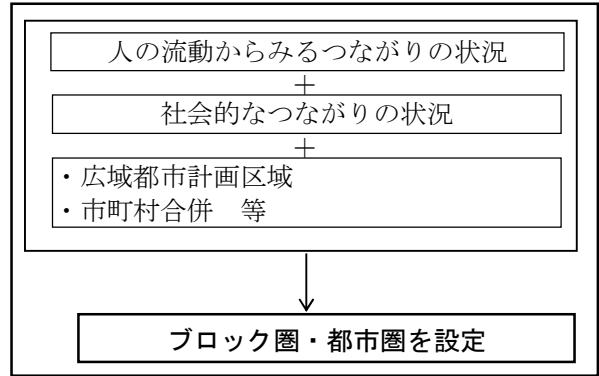 人の流動からみるつながりの状況
＋
社会的なつながりの状況
＋
・広域都市計画区域
・市町村合併　等
ブロック圏・都市圏を設定